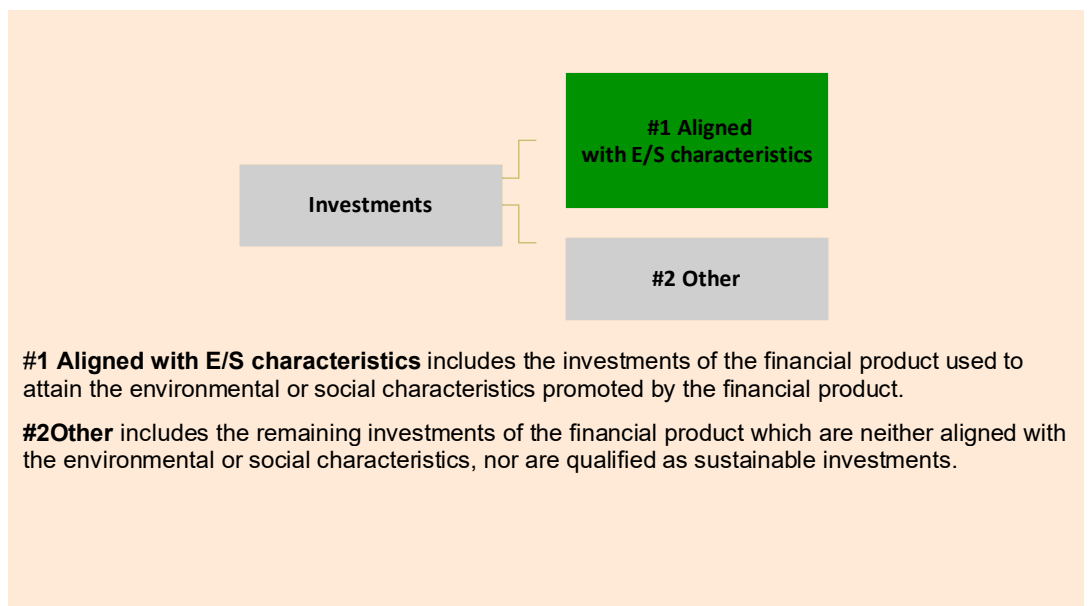 #1 Aligned
with E/S characteristics
Investments
#2 Other
#1 Aligned with E/S characteristics includes the investments of the financial product used to
attain the environmental or social characteristics promoted by the financial product.
#2Other includes the remaining investments of the financial product which are neither aligned with
the environmental or social characteristics, nor are qualified as sustainable investments.